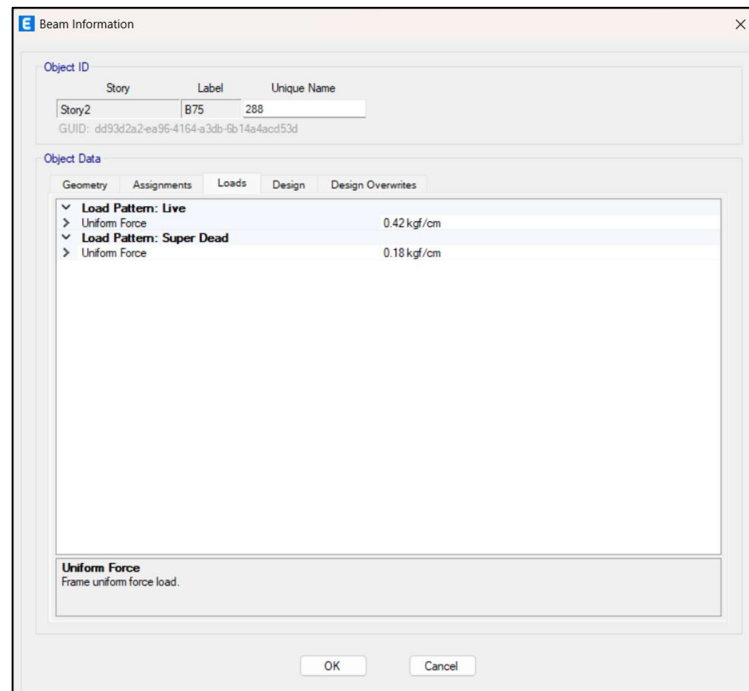 E Beam Information
Object ID
Story Label Unique Name
Story2 B75 288
GUID: dd93d2a2-ea96-4164-a3db-6b14a4acd53d
Object Data
Geometry Assignments Loads Design Design Overwrites
Load Pattern: Live
Uniform Force 0.42 kgf/cm
Load Pattern: Super Dead
Uniform Force 0.18 kgf/cm
Uniform Force
Frame uniform force load.
OK Cancel